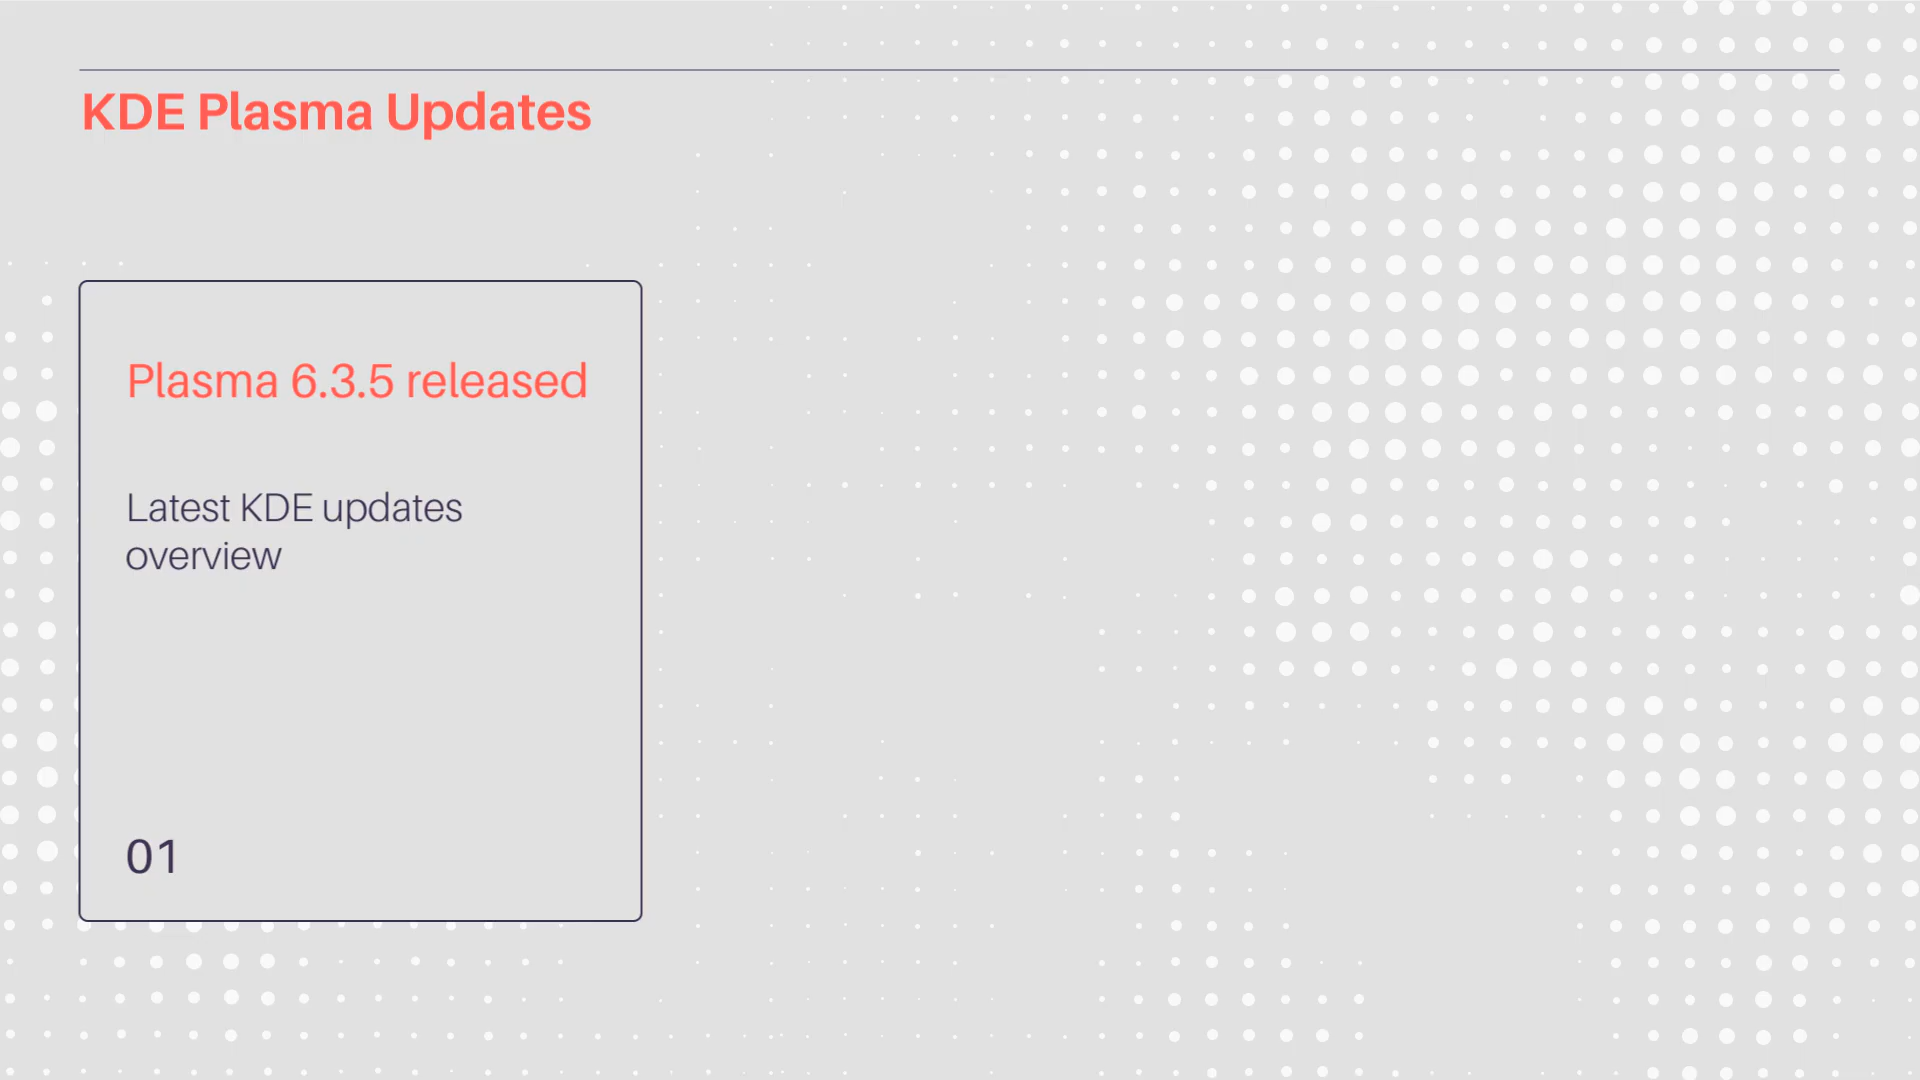 KDE Plasma Updates
Plasma 6.3.5 released
Latest KDE updates
overview
01